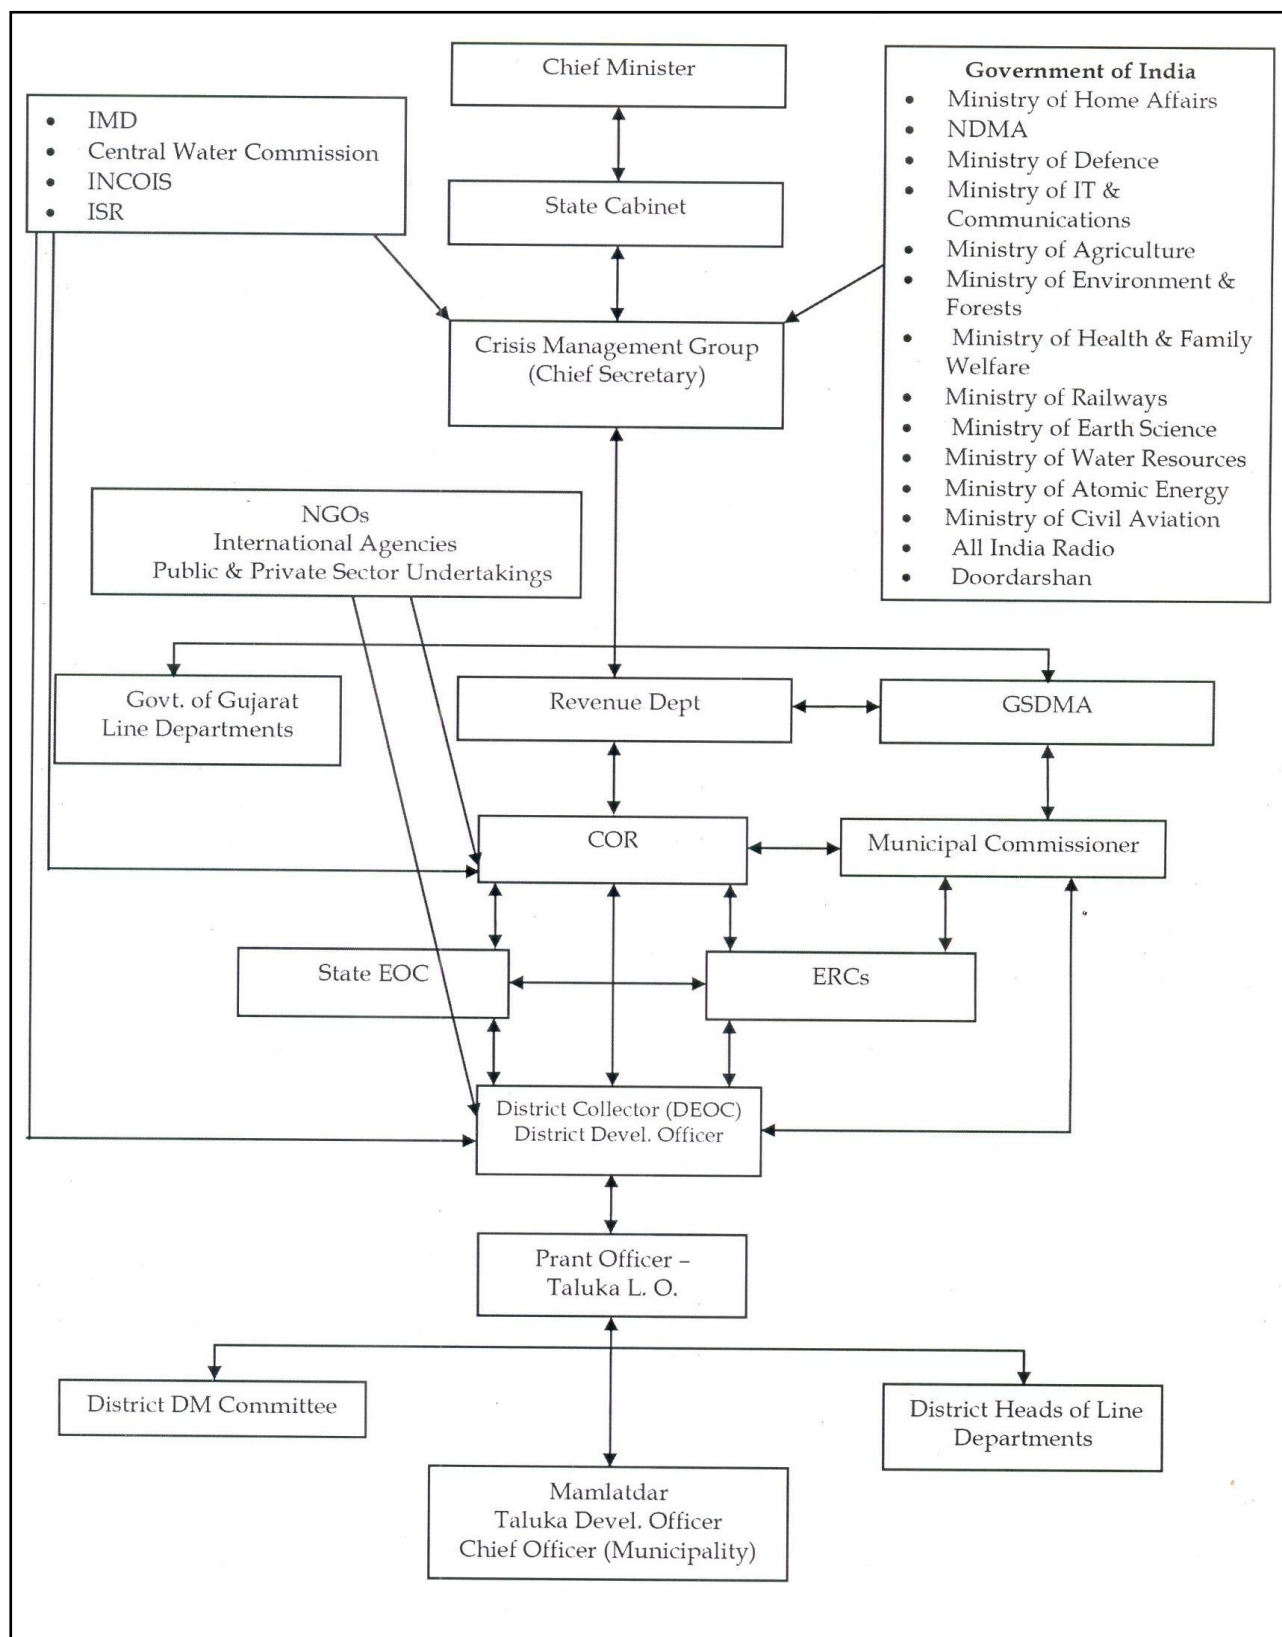 Chief Minister
• IMD
• Central Water Commission
• INCOIS
• ISR
Government of India
• Ministry of Home Affairs
• NDMA
• Ministry of Defence
• Ministry of IT &
Communications
• Ministry of Agriculture
• Ministry of Environment &
Forests
• Ministry of Health & Family
Welfare
• Ministry of Railways
• Ministry of Earth Science
• Ministry of Water Resources
• Ministry of Atomic Energy
• Ministry of Civil Aviation
• All India Radio
• Doordarshan
State Cabinet
Crisis Management Group
(Chief Secretary)
NGOs
International Agencies
Public & Private Sector Undertakings
Govt. of Gujarat
Line Departments
Revenue Dept
GSDMA
COR
Municipal Commissioner
State EOC
ERCs
District Collector (DEOC)
District Devel. Officer
Prant Officer –
Taluka L. O.
District DM Committee
District Heads of Line
Departments
Mamlatdar
Taluka Devel. Officer
Chief Officer (Municipality)